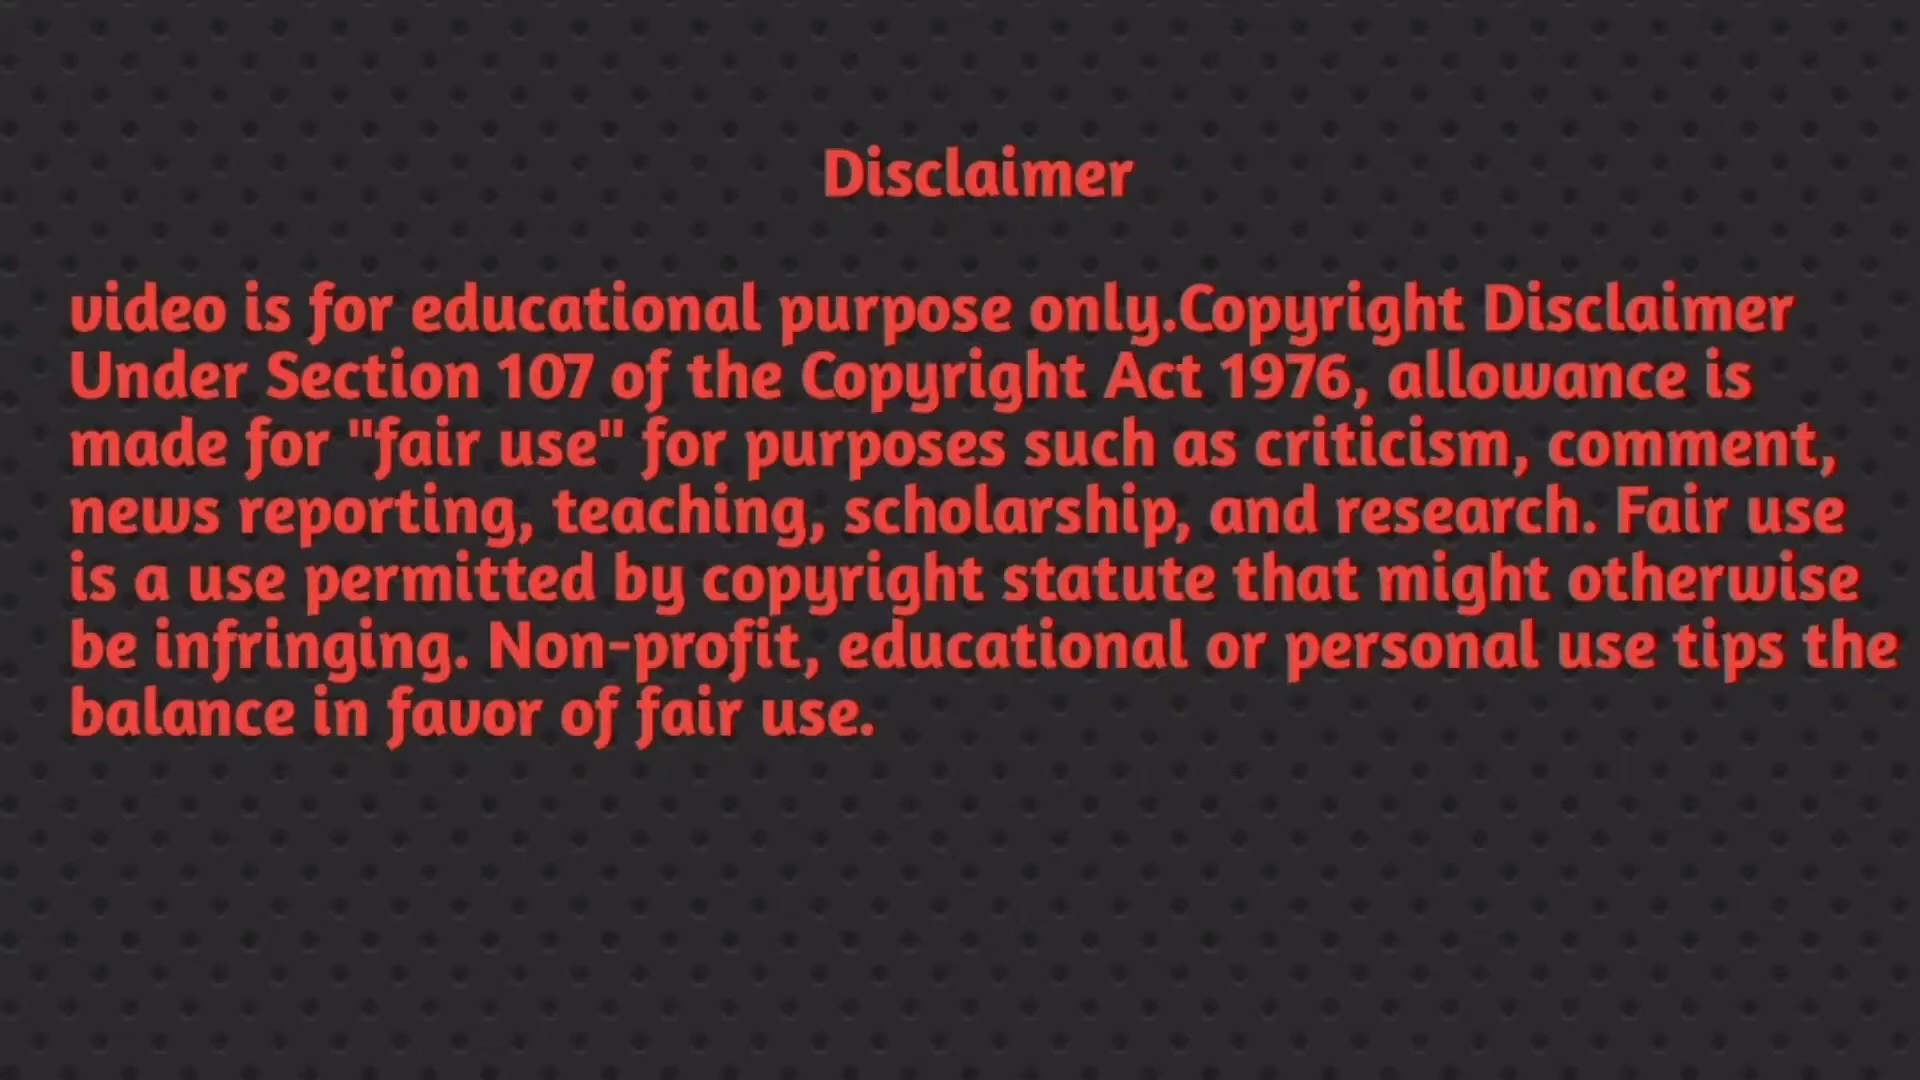 Disclaimer
video is for educational purpose only.Copyright Disclaimer
Under Section 107 of the Copyright Act 1976, allowance is
made for "fair use" for purposes such as criticism, comment,
news reporting, teaching, scholarship, and research. Fair use
is a use permitted by copyright statute that might otherwise
be infringing. Non-profit, educational or personal use tips the
balance in favor of fair use.